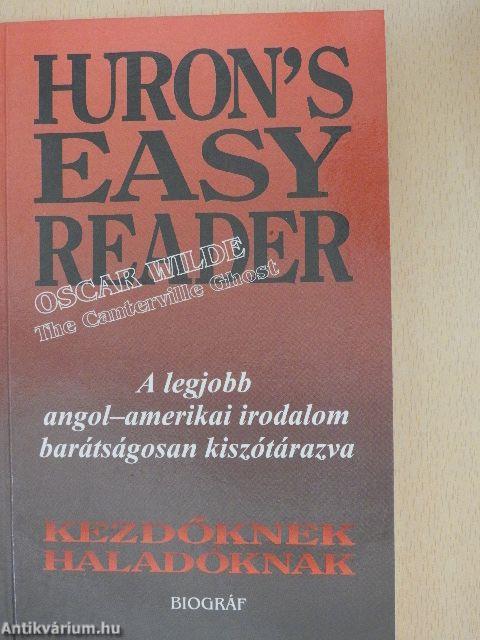 HURON'S
EASY
READER
OSCAR WILDE
The Canterville Ghost
A legjobb
angol–amerikai irodalom
barátságosan kiszótárazva
KEZDŐKNEK
HALADÓKNAK
BIOGRÁF
Antikvárium.hu